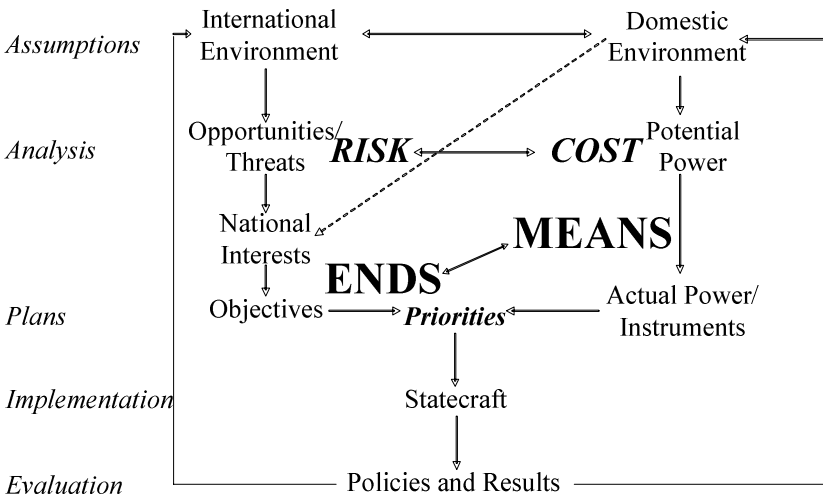 Assumptions
International
Environment
Domestic
Environment
Analysis
Opportunities/
Threats
RISK
COST
Potential
Power
National
Interests
MEANS
ENDS
Plans
Objectives
Priorities
Actual Power/
Instruments
Implementation
Statecraft
Evaluation
Policies and Results